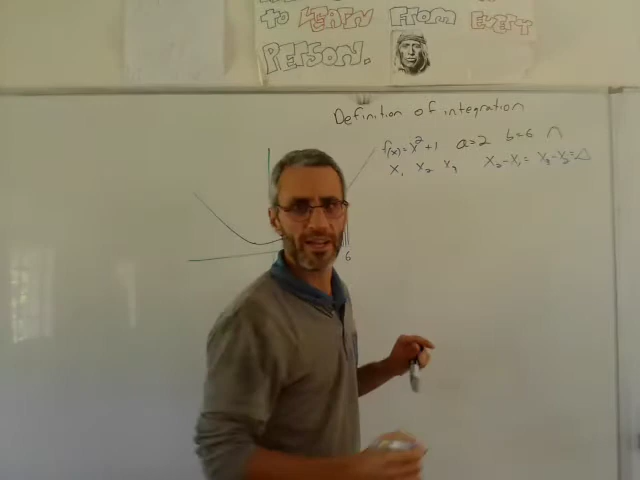 to LEARN FROM EVERY
PERSON.
Definition of integration
f(x)=x²+1 a=2 b=6 n
x₁ x₂ x₃ x₂-x₁= x₃-x₂=△
6